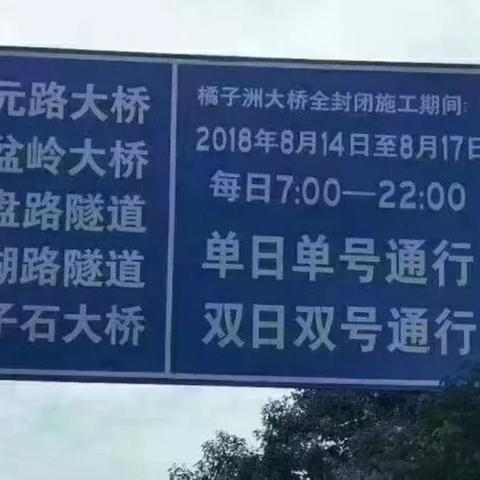 元路大桥
盆岭大桥
盘路隧道
湖路隧道
子石大桥
橘子洲大桥全封闭施工期间:
2018年8月14日至8月17日
每日7:00—22:00
单日单号通行
双日双号通行